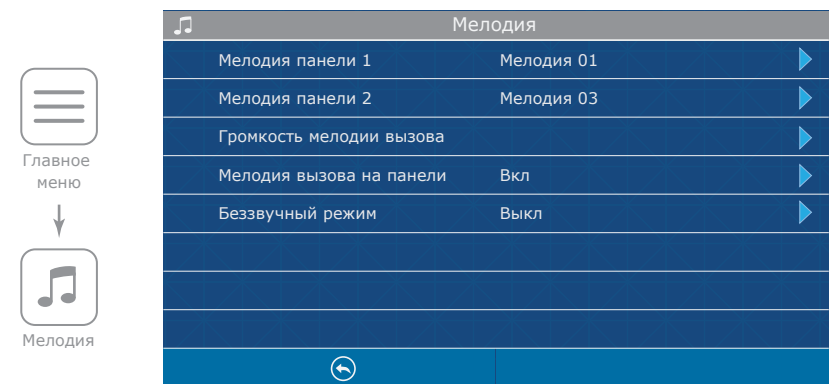 Главное
меню
Мелодия
Мелодия
Мелодия панели 1 Мелодия 01
Мелодия панели 2 Мелодия 03
Громкость мелодии вызова
Мелодия вызова на панели Вкл
Беззвучный режим Выкл